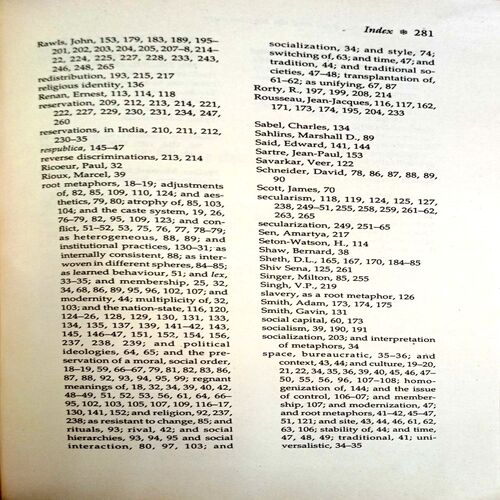 Index ❋ 281
Rawls, John, 153, 179, 183, 189, 195–
201, 202, 203, 204, 205, 207–8, 214–
22, 224, 225, 227, 228, 233, 243,
246, 248, 265
redistribution, 193, 215, 217
religious identity, 136
Renan, Ernest, 113, 114, 118
reservation, 209, 212, 213, 214, 221,
222, 227, 229, 230, 231, 234, 247,
260
reservations, in India, 210, 211, 212,
230–35
respublica, 145–47
reverse discriminations, 213, 214
Ricoeur, Paul, 32
Rioux, Marcel, 39
root metaphors, 18–19; adjustments
of, 82, 85, 109, 110, 124; and aes-
thetics, 79, 80; atrophy of, 85, 103,
104; and the caste system, 19, 26,
76–79, 82, 95, 109, 123; and con-
flict, 51–52, 53, 75, 76, 77, 78–79;
as heterogeneous, 88, 89; and
institutional practices, 130–31; as
internally consistent, 88; as inter-
woven in different spheres, 84–85;
as learned behaviour, 51; and lex,
33–35; and membership, 25, 32,
34, 68, 86, 89, 95, 96, 102, 107; and
modernity, 44; multiplicity of, 32,
103; and the nation-state, 116, 120,
124–26, 128, 129, 130, 131, 133,
134, 135, 137, 139, 141–42, 143,
145, 146–47, 151, 152, 154, 156,
237, 238, 239; and political
ideologies, 64, 65; and the pre-
servation of a moral, social order,
18–19, 59, 66–67, 79, 81, 82, 83, 86,
87, 88, 92, 93, 94, 95, 99; regnant
meanings of, 18, 32, 34, 39, 40, 42,
48–49, 51, 52, 53, 56, 61, 64, 66–
95, 102, 103, 105, 107, 109, 116–17,
130, 141, 152; and religion, 92, 237,
238; as resistant to change, 85; and
rituals, 93; rival, 42; and social
hierarchies, 93, 94, 95 and social
interaction, 80, 97, 103; and
socialization, 34; and style, 74;
switching of, 63; and time, 47; and
tradition, 44; and traditional so-
cieties, 47–48; transplantation of,
61–62; as unifying, 67, 87
Rorty, R., 197, 199, 208, 214
Rousseau, Jean-Jacques, 116, 117, 162,
171, 173, 174, 195, 204, 233
Sabel, Charles, 134
Sahlins, Marshall D., 89
Said, Edward, 141, 144
Sartre, Jean-Paul, 153
Savarkar, Veer, 122
Schneider, David, 78, 86, 87, 88, 89,
90
Scott, James, 70
secularism, 118, 119, 124, 125, 127,
238, 249–51, 255, 258, 259, 261–62,
263, 265
secularization, 249, 251–65
Sen, Amartya, 217
Seton-Watson, H., 114
Shaw, Bernard, 38
Sheth, D.L., 165, 167, 170, 184–85
Shiv Sena, 125, 261
Singer, Milton, 85, 255
Singh, V.P., 219
slavery, as a root metaphor, 126
Smith, Adam, 173, 174, 175
Smith, Gavin, 131
social capital, 60, 173
socialism, 39, 190, 191
socialization, 203; and interpretation
of metaphors, 34
space, bureaucratic, 35–36; and
context, 43, 44; and culture, 19–20,
21, 22, 34, 35, 36, 39, 40, 45, 46, 47–
50, 55, 56, 96, 107–108; homo-
genization of, 144; and the issue
of control, 106–07; and member-
ship, 107; and modernization, 47;
and root metaphors, 41–42, 45–47,
51, 121; and site, 43, 44, 46, 61, 62,
63, 106; stability of, 44; and time,
47, 48, 49; traditional, 41; uni-
versalistic, 34–35